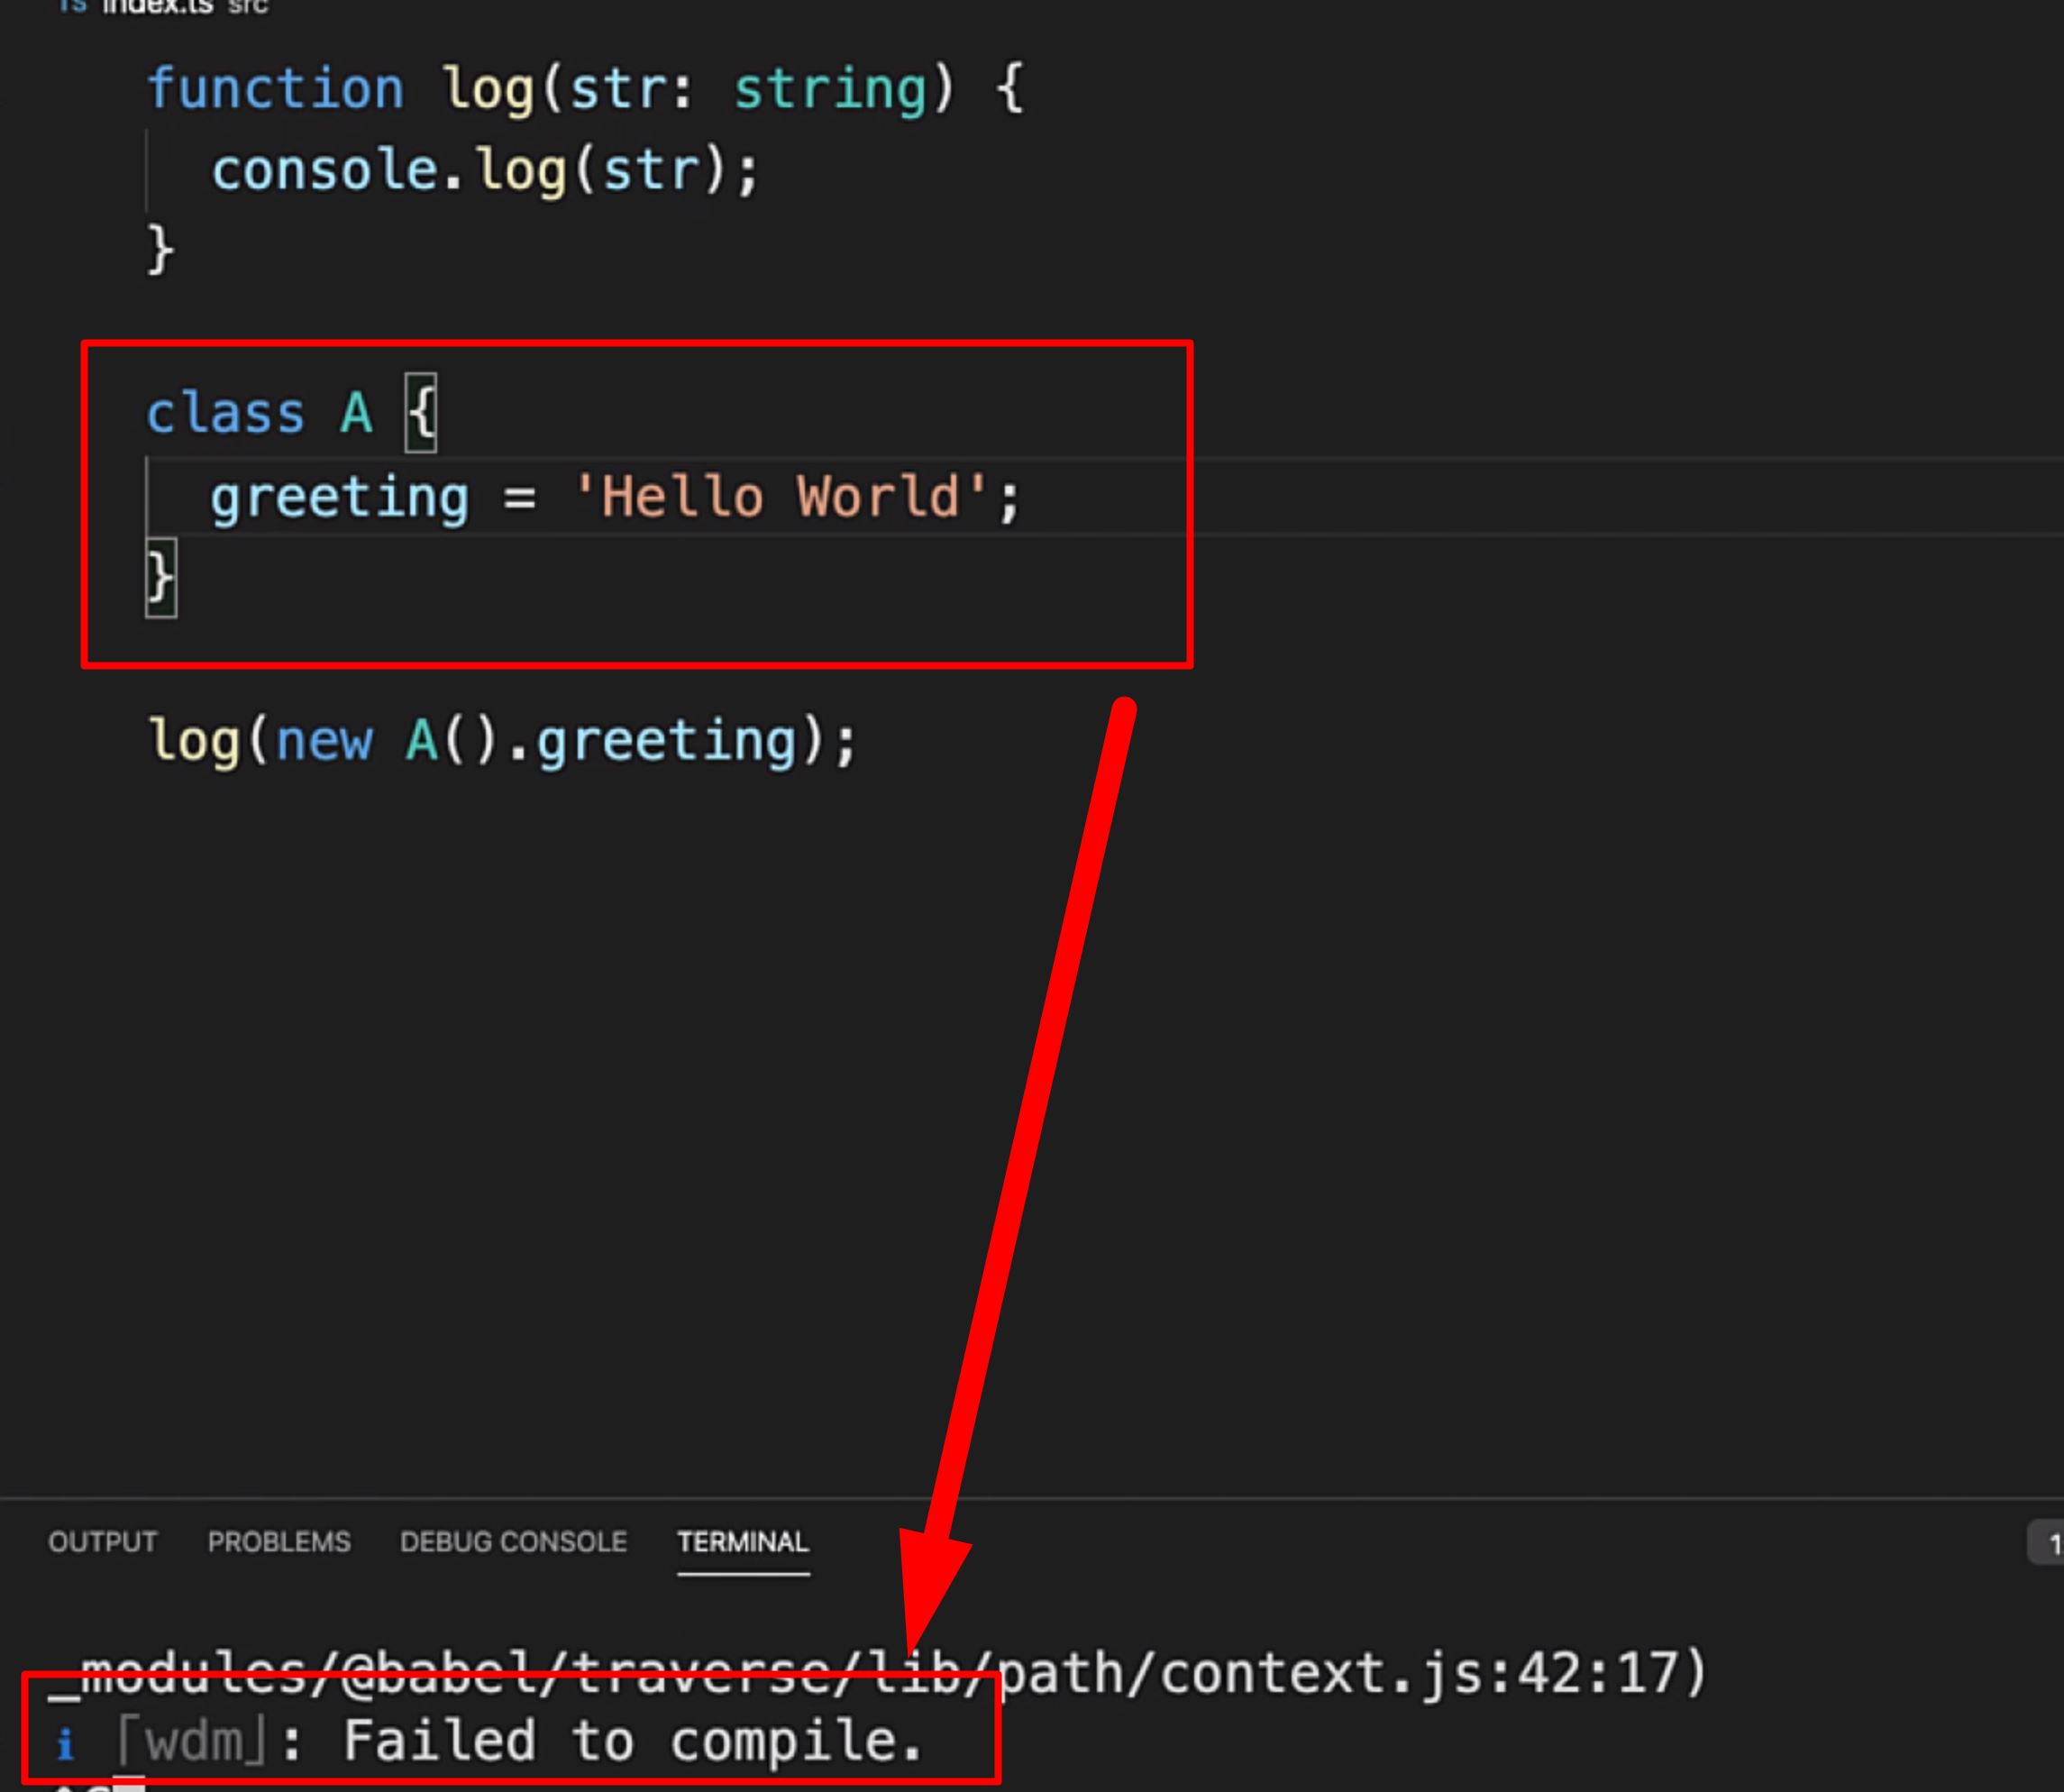 TS index.ts src
function log(str: string) {
console.log(str);
}
class A {
greeting = 'Hello World';
}
log(new A().greeting);
OUTPUT PROBLEMS DEBUG CONSOLE TERMINAL
_modules/@babel/traverse/lib/path/context.js:42:17)
i ｢wdm｣: Failed to compile.